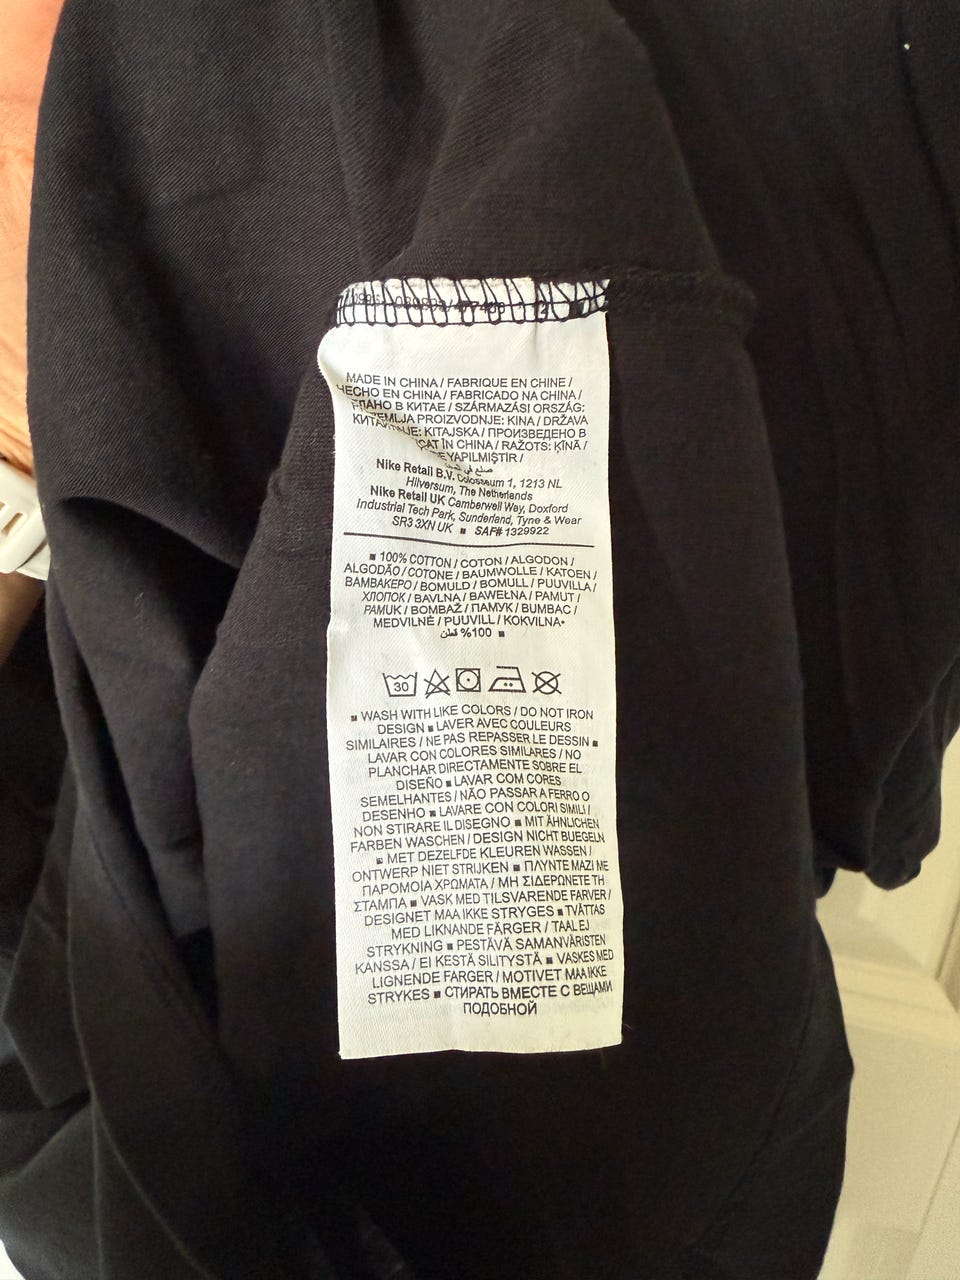 MADE IN CHINA / FABRIQUE EN CHINE /
HECHO EN CHINA / FABRICADO NA CHINA /
В КИТАЕ / SZÁRMAZÁSI ORSZÁG:
PROIZVODNJE: KINA / DRŽAVA
KITAJSKA / ПРОИЗВЕДЕНО В
IN CHINA / RAŽOTS: ĶĪNĀ /
YAPILMIŞTIR /
صنع في
Nike Retail B.V. Colosseum 1, 1213 NL
Hilversum, The Netherlands
Nike Retail UK Camberwell Way, Doxford
Industrial Tech Park, Sunderland, Tyne & Wear
SR3 3XN UK ■ SAF# 1329922
■ 100% COTTON / COTON / ALGODON /
ALGODÃO / COTONE / BAUMWOLLE / KATOEN /
ΒΑΜΒΑΚΕΡΟ / BOMULD / BOMULL / PUUVILLA /
ХЛОПОК / BAVLNA / BAWEŁNA / PAMUT /
PAMUK / BOMBAŽ / ПАМУК / BUMBAC /
MEDVILNĖ / PUUVILL / KOKVILNA•
%100 قطن ■
30
■ WASH WITH LIKE COLORS / DO NOT IRON
DESIGN ■ LAVER AVEC COULEURS
SIMILAIRES / NE PAS REPASSER LE DESSIN ■
LAVAR CON COLORES SIMILARES / NO
PLANCHAR DIRECTAMENTE SOBRE EL
DISEÑO ■ LAVAR COM CORES
SEMELHANTES / NÃO PASSAR A FERRO O
DESENHO ■ LAVARE CON COLORI SIMILI /
NON STIRARE IL DISEGNO ■ MIT ÄHNLICHEN
FARBEN WASCHEN / DESIGN NICHT BUEGELN
■ MET DEZELFDE KLEUREN WASSEN /
ONTWERP NIET STRIJKEN ■ ΠΛΥΝΤΕ ΜΑΖΙ ΜΕ
ΠΑΡΟΜΟΙΑ ΧΡΩΜΑΤΑ / ΜΗ ΣΙΔΕΡΩΝΕΤΕ ΤΗ
ΣΤΑΜΠΑ ■ VASK MED TILSVARENDE FARVER /
DESIGNET MAA IKKE STRYGES ■ TVÄTTAS
MED LIKNANDE FÄRGER / TAAL EJ
STRYKNING ■ PESTÄVÄ SAMANVÄRISTEN
KANSSA / EI KESTÄ SILITYSTÄ ■ VASKES MED
LIGNENDE FARGER / MOTIVET MAA IKKE
STRYKES ■ СТИРАТЬ ВМЕСТЕ С ВЕЩАМИ
ПОДОБНОЙ